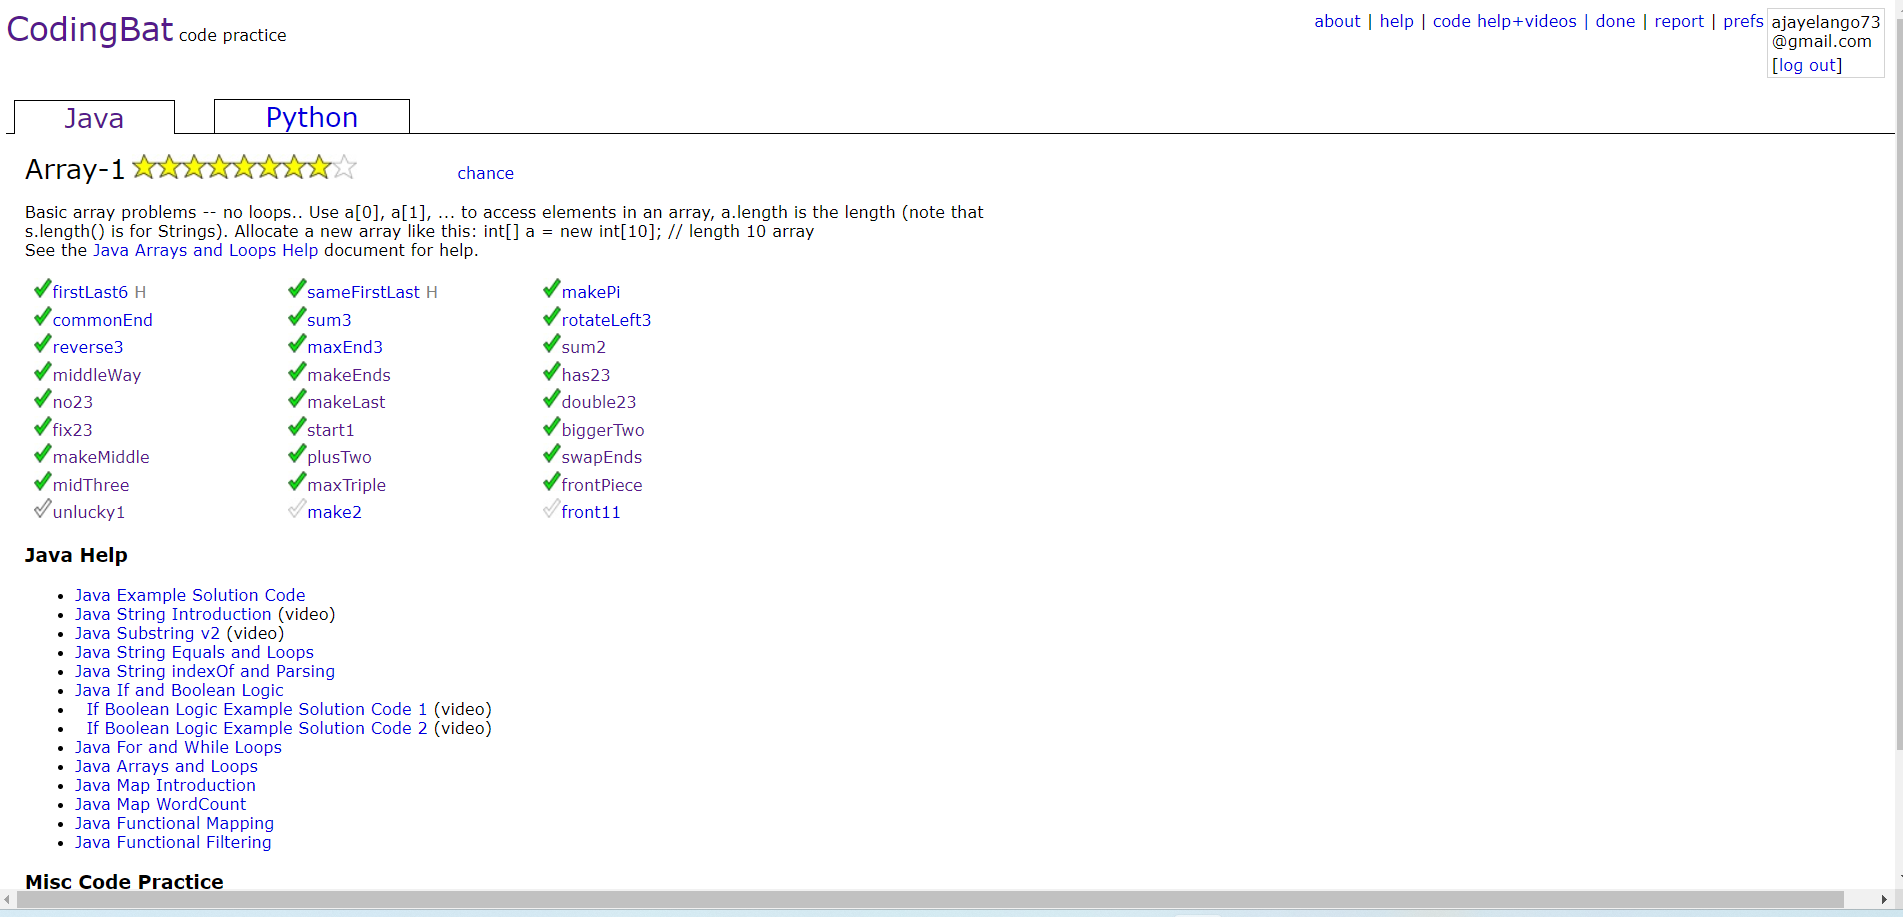 CodingBat code practice
about | help | code help+videos | done | report | prefs
ajayelango73
@gmail.com
[log out]
Java
Python
Array-1
chance
Basic array problems -- no loops.. Use a[0], a[1], ... to access elements in an array, a.length is the length (note that
s.length() is for Strings). Allocate a new array like this: int[] a = new int[10]; // length 10 array
See the Java Arrays and Loops Help document for help.
firstLast6 H sameFirstLast H makePi
commonEnd sum3 rotateLeft3
reverse3 maxEnd3 sum2
middleWay makeEnds has23
no23 makeLast double23
fix23 start1 biggerTwo
makeMiddle plusTwo swapEnds
midThree maxTriple frontPiece
unlucky1 make2 front11
Java Help
Java Example Solution Code
Java String Introduction (video)
Java Substring v2 (video)
Java String Equals and Loops
Java String indexOf and Parsing
Java If and Boolean Logic
If Boolean Logic Example Solution Code 1 (video)
If Boolean Logic Example Solution Code 2 (video)
Java For and While Loops
Java Arrays and Loops
Java Map Introduction
Java Map WordCount
Java Functional Mapping
Java Functional Filtering
Misc Code Practice